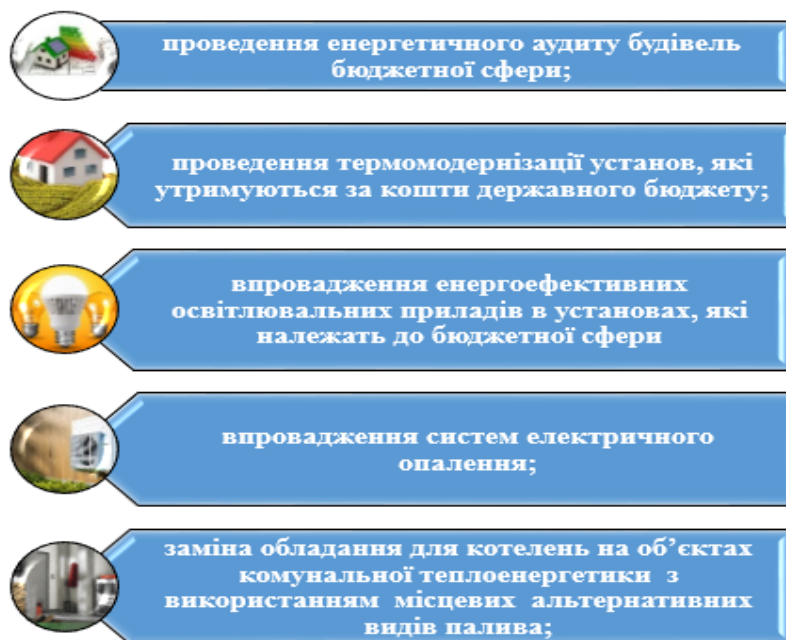 проведення енергетичного аудиту будівель
бюджетної сфери;
проведення термомодернізації установ, які
утримуються за кошти державного бюджету;
впровадження енергоефективних
освітлювальних приладів в установах, які
належать до бюджетної сфери
впровадження систем електричного
опалення;
заміна обладання для котелень на об’єктах
комунальної теплоенергетики з
використанням місцевих альтернативних
видів палива;